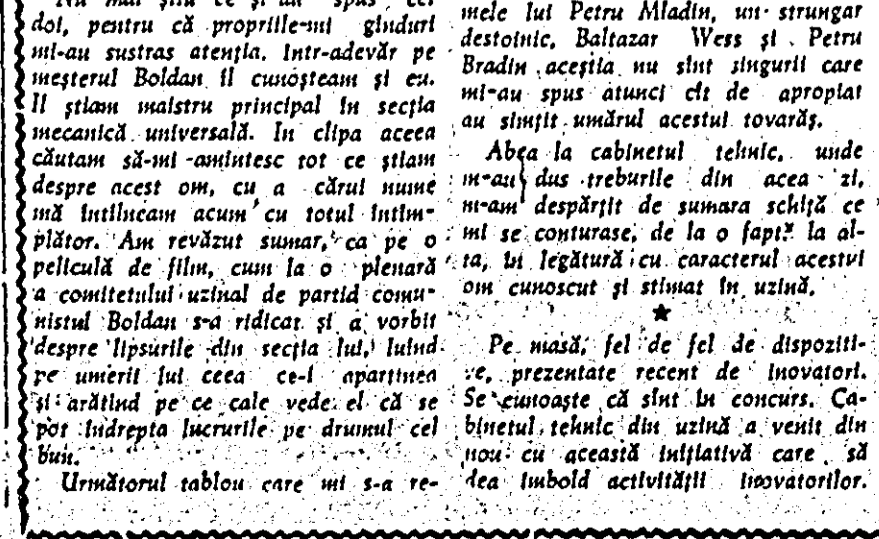 Nu mai știu ce și-au spus cei
doi, pentru că propriile-mi gînduri
mi-au sustras atenția. Intr-adevăr pe
meșterul Boldan îl cunoșteam și eu.
Il știam maistru principal în secția
mecanică universală. In clipa aceea
căutam să-mi -amintesc tot ce știam
despre acest om, cu a cărui nume
mă întîlneam acum cu totul întîm-
plător. Am revăzut sumar, ca pe o
peliculă de film, cum la o plenară
a comitetului uzinal de partid comu-
nistul Boldan s-a ridicat și a vorbit
despre lipsurile din secția lui, luînd
pe umerii lui ceea ce-i aparținea
și arătînd pe ce cale vede el că se
pot îndrepta lucrurile pe drumul cel
bun.
Următorul tablou care mi s-a re-
mele lui Petru Mladin, un strungar
destoinic, Baltazar Wess și Petru
Bradin aceștia nu sînt singurii care
mi-au spus atunci cît de apropiat
au simțit umărul acestui tovarăș.
Abea la cabinetul tehnic, unde
m-au dus treburile din acea zi,
m-am despărțit de sumara schiță ce
mi se conturase, de la o faptă la al-
ta, în legătură cu caracterul acestui
om cunoscut și stimat în uzină.
★
Pe masă, fel de fel de dispoziti-
ve, prezentate recent de inovatori.
Se cunoaște că sînt în concurs. Ca-
binetul tehnic din uzină a venit din
nou cu această inițiativă care să
dea imbold activității inovatorilor.